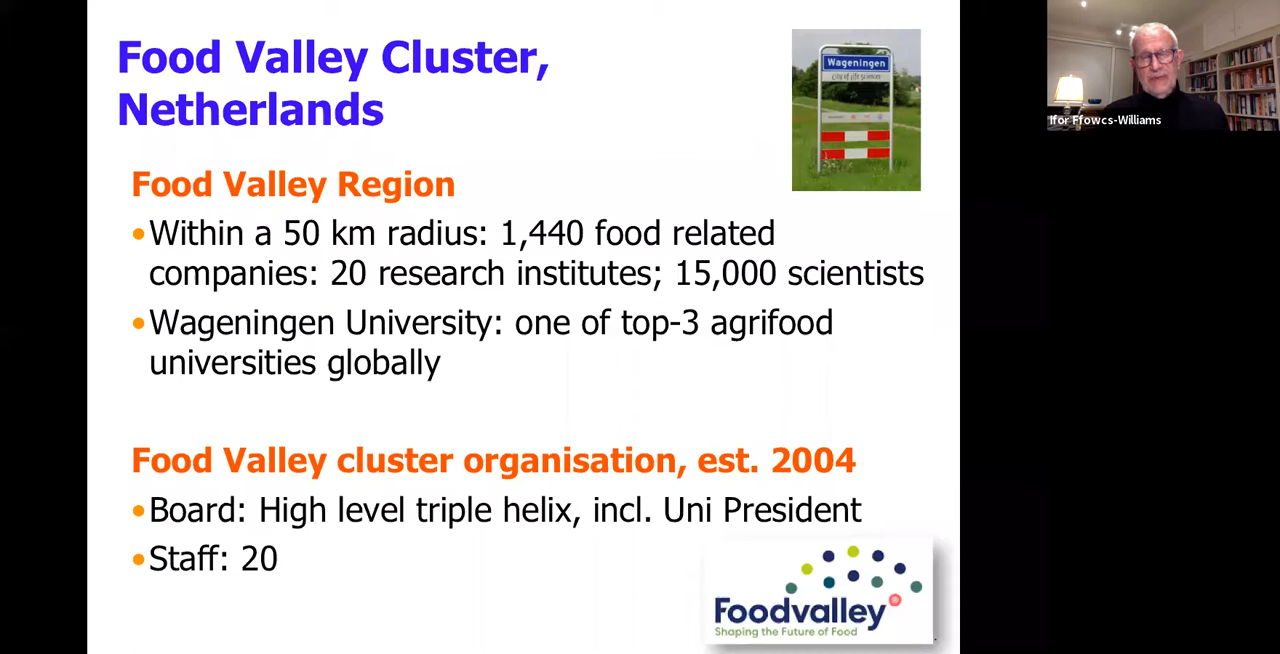 Food Valley Cluster,
Netherlands
Wageningen
City of life sciences
Food Valley Region
•Within a 50 km radius: 1,440 food related
companies: 20 research institutes; 15,000 scientists
•Wageningen University: one of top-3 agrifood
universities globally
Food Valley cluster organisation, est. 2004
•Board: High level triple helix, incl. Uni President
•Staff: 20
Foodvalley
Shaping the Future of Food
Ifor Ffowcs-Williams